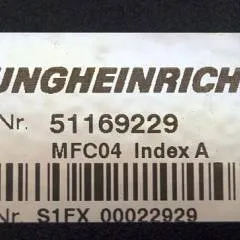 UNGHEINRICH
Nr. 51169229
MFC04 Index A
Nr. S1FX 00022929